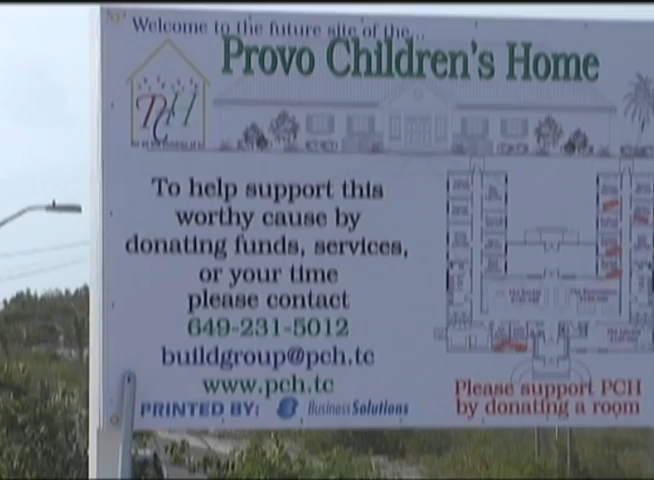 Welcome to the future site of the...
Provo Children's Home
PCH
To help support this
worthy cause by
donating funds, services,
or your time
please contact
649-231-5012
buildgroup@pch.tc
www.pch.tc
PRINTED BY: BusinessSolutions
Please support PCH
by donating a room